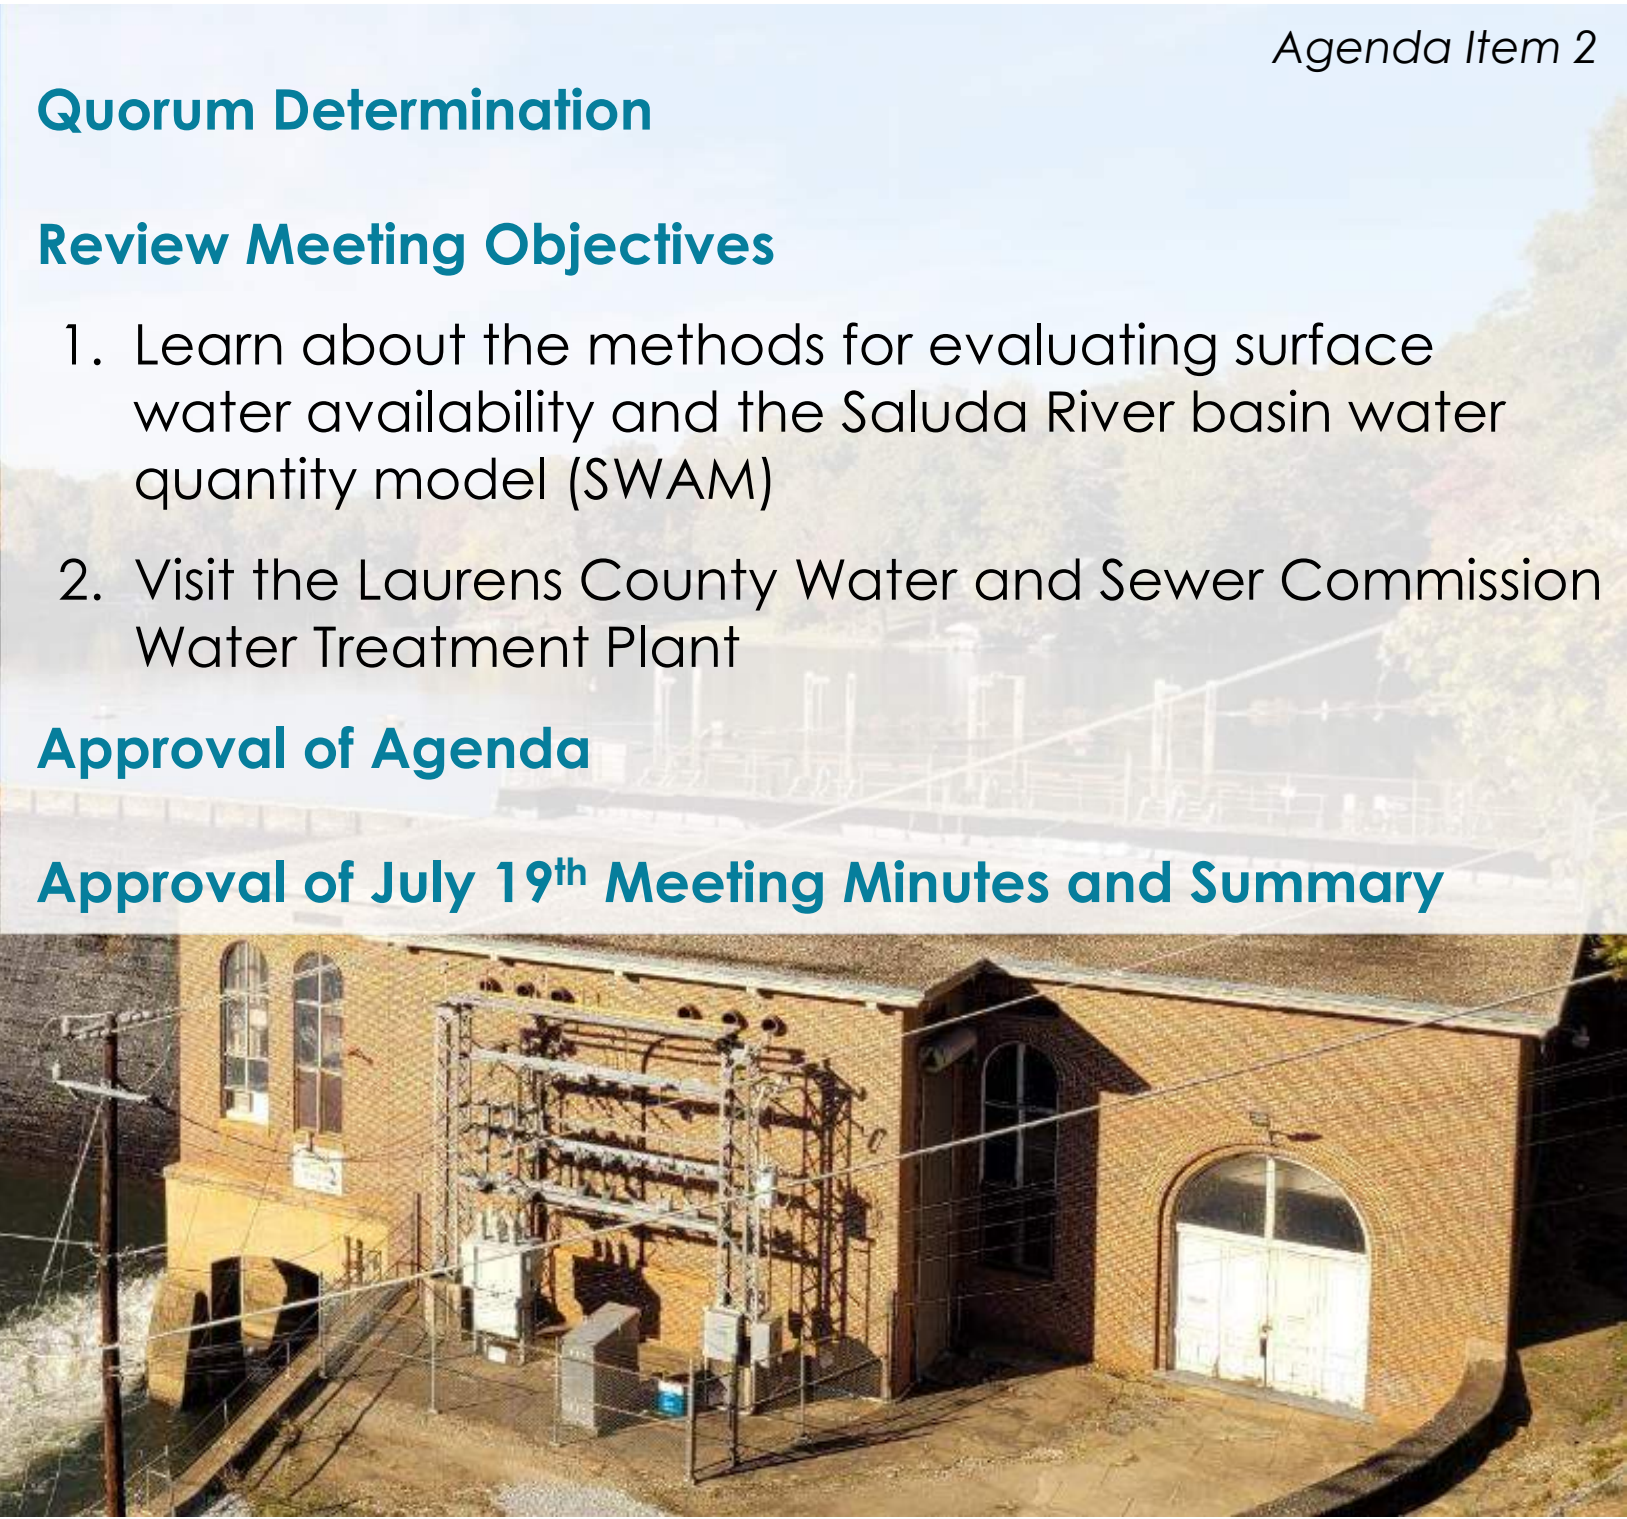 Agenda Item 2
Quorum Determination
Review Meeting Objectives
1. Learn about the methods for evaluating surface
water availability and the Saluda River basin water
quantity model (SWAM)
2. Visit the Laurens County Water and Sewer Commission
Water Treatment Plant
Approval of Agenda
Approval of July 19th Meeting Minutes and Summary